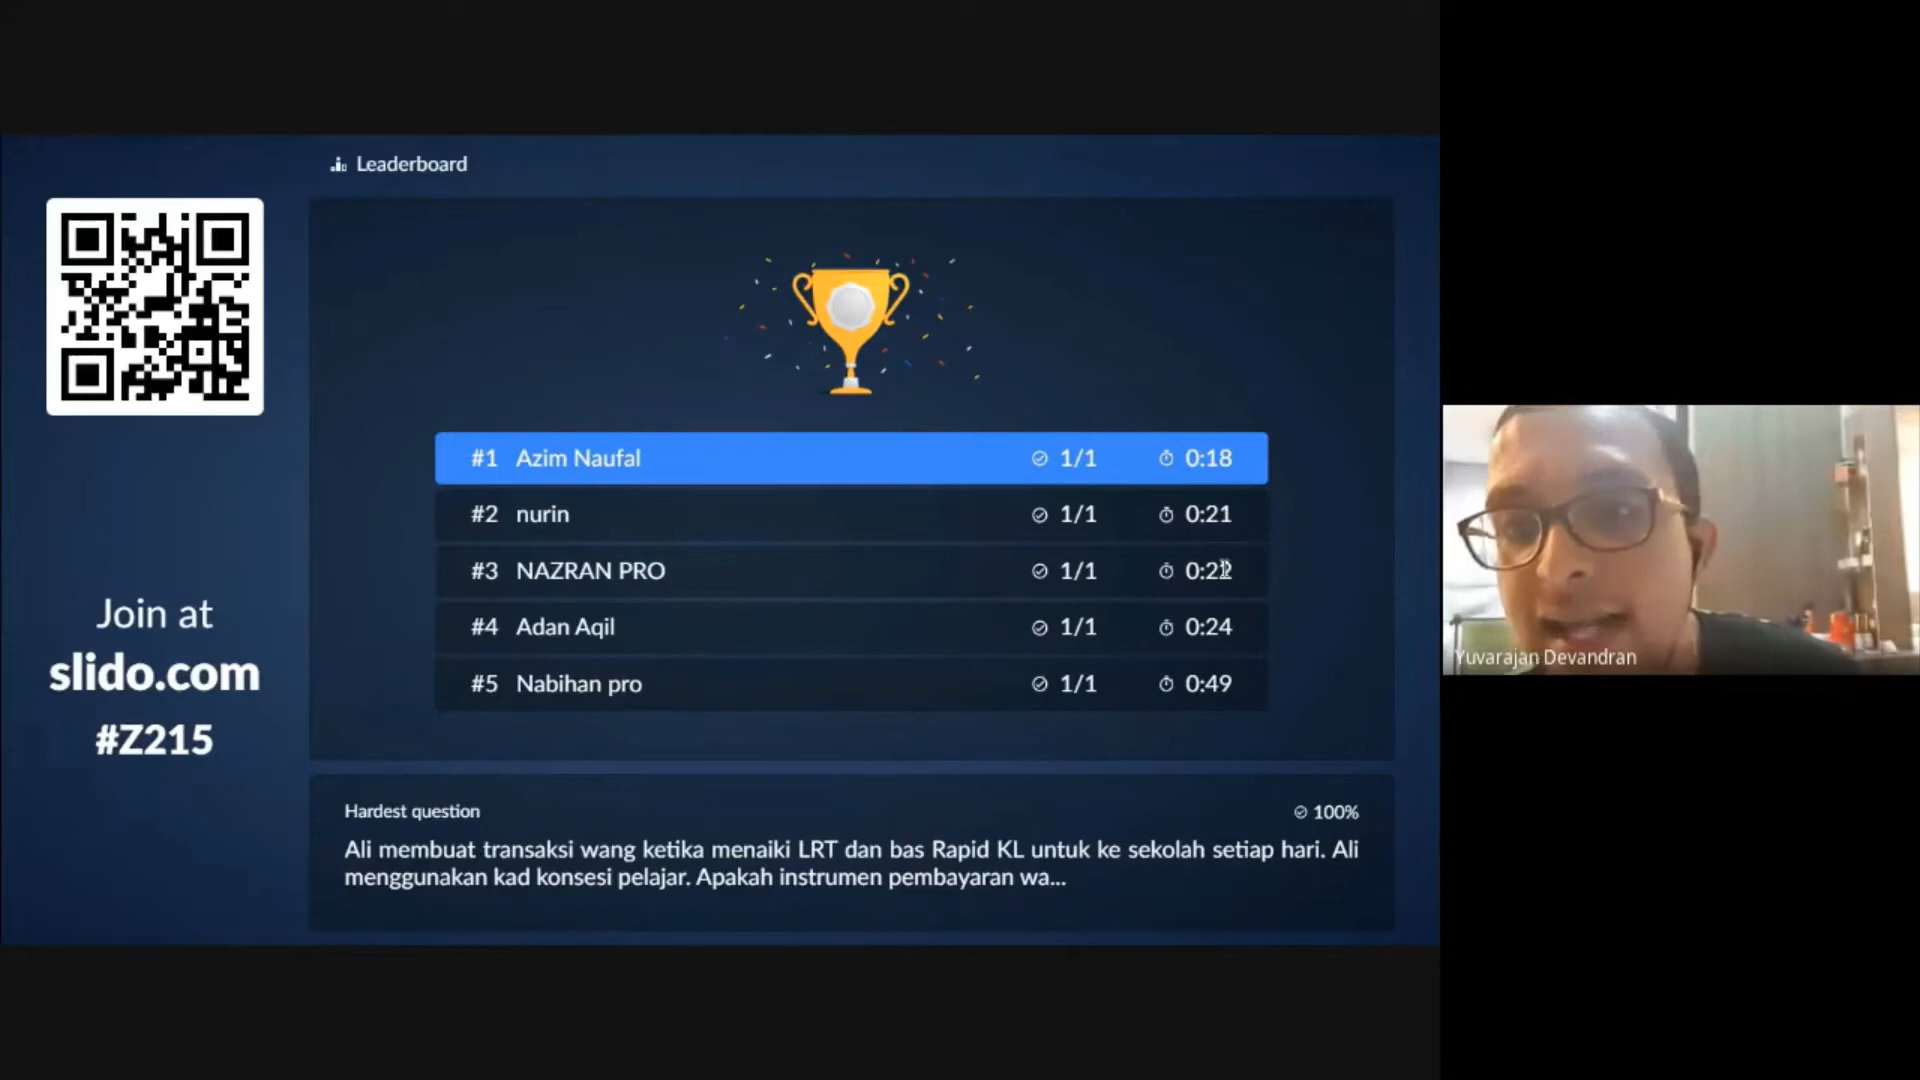 Leaderboard
#1 Azim Naufal 1/1 0:18
#2 nurin 1/1 0:21
#3 NAZRAN PRO 1/1 0:22
#4 Adan Aqil 1/1 0:24
#5 Nabihan pro 1/1 0:49
Join at
slido.com
#Z215
Hardest question 100%
Ali membuat transaksi wang ketika menaiki LRT dan bas Rapid KL untuk ke sekolah setiap hari. Ali
menggunakan kad konsesi pelajar. Apakah instrumen pembayaran wa...
Yuvarajan Devandran